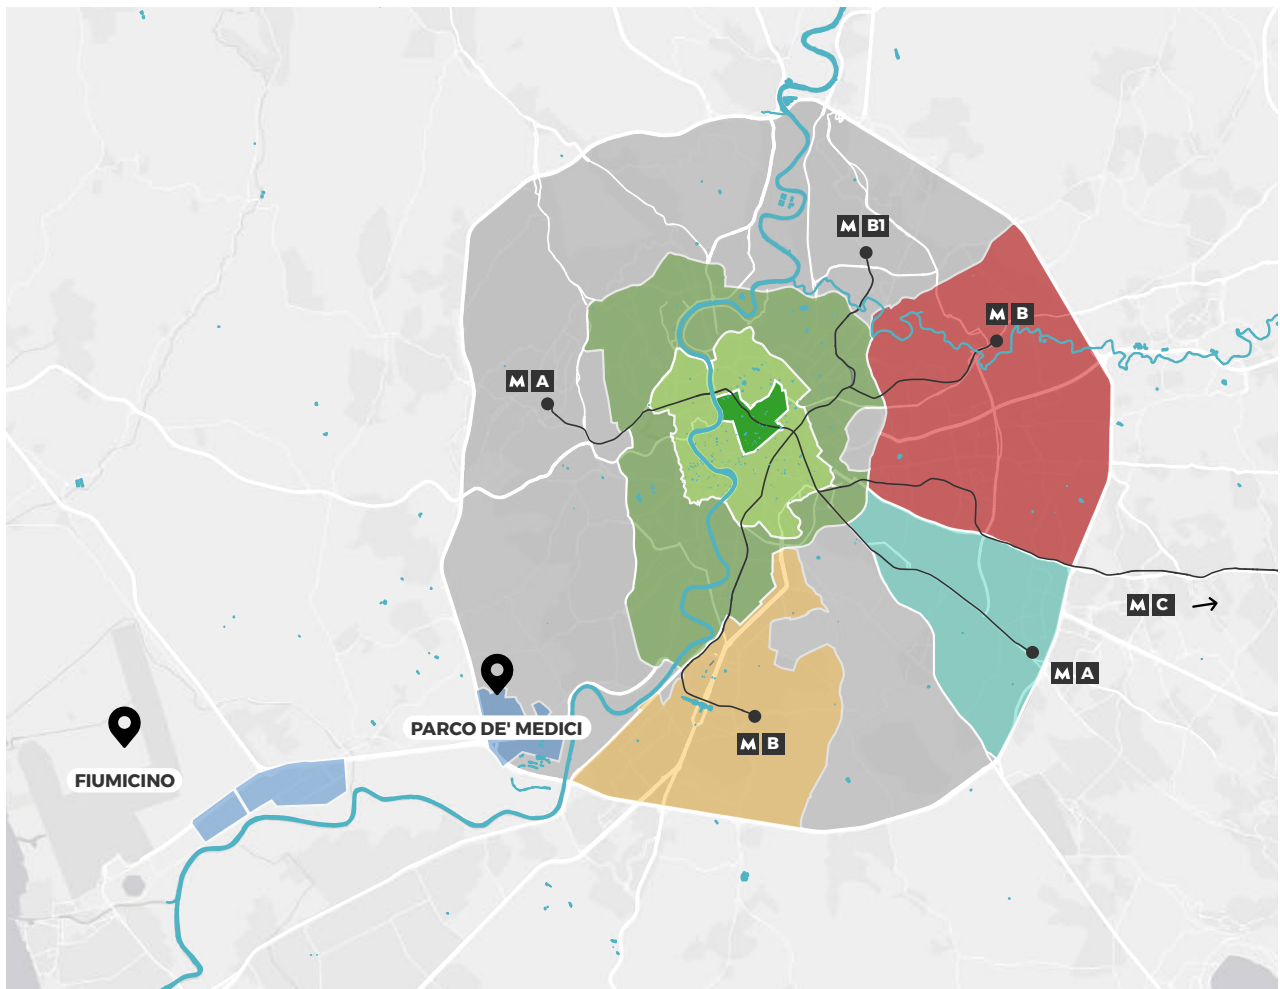 M B1
M B
M A
M C →
M A
PARCO DE' MEDICI
M B
FIUMICINO